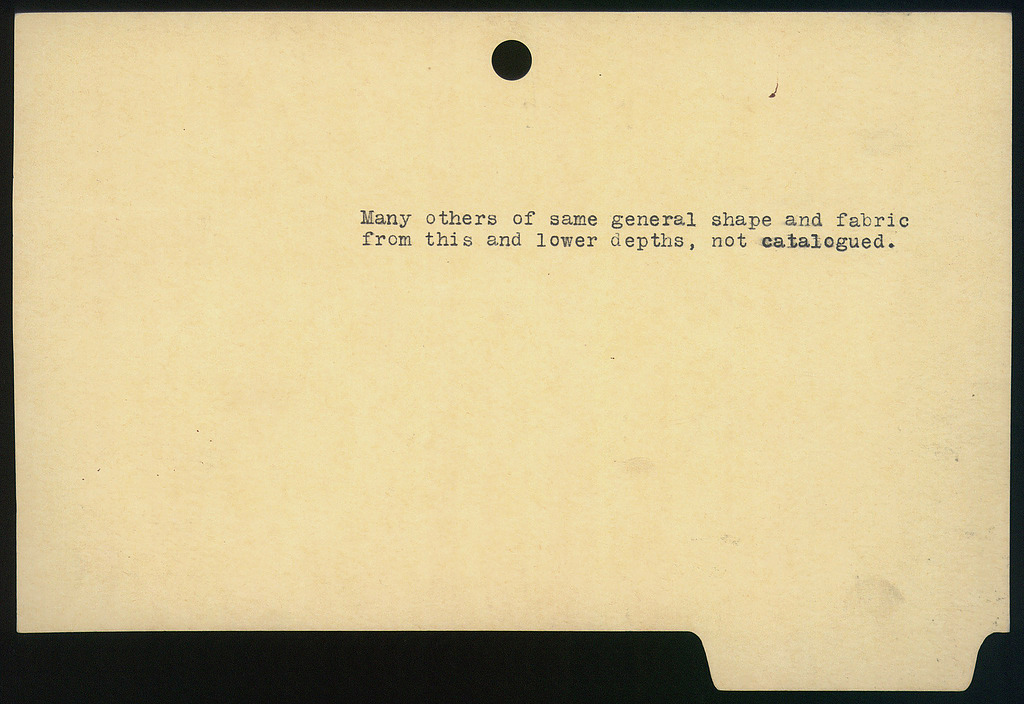 Many others of same general shape and fabric
from this and lower depths, not catalogued.